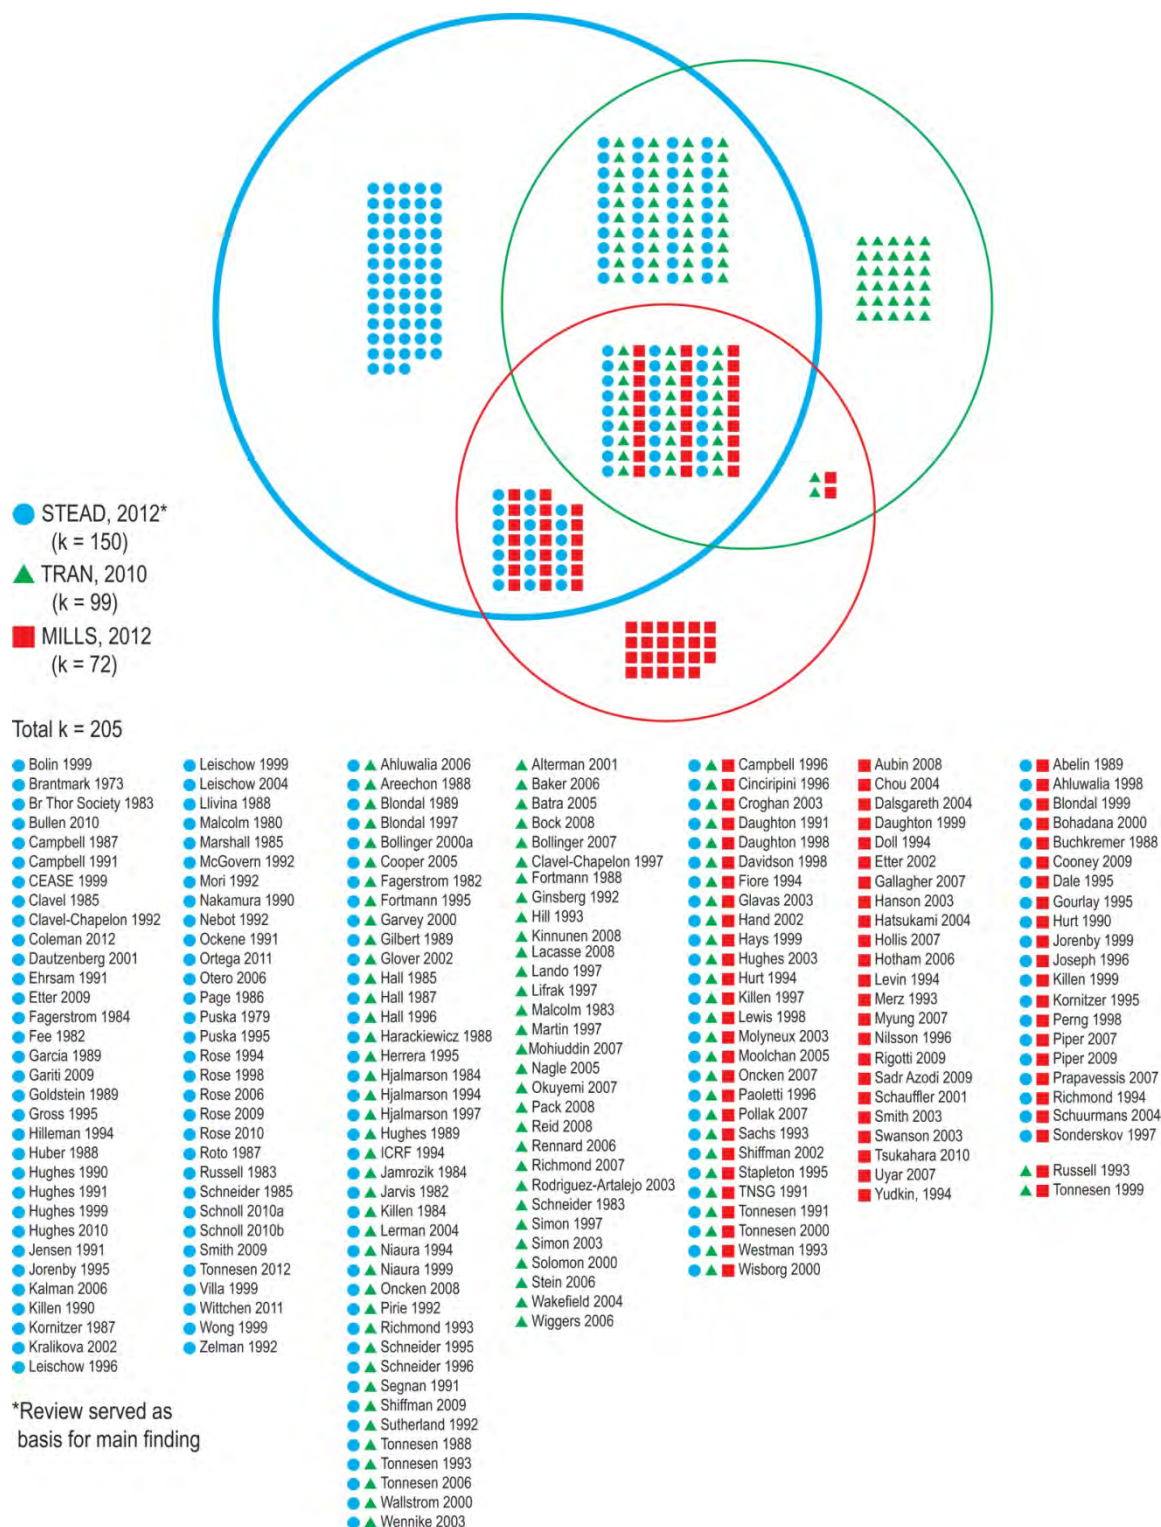 STEAD, 2012*
(k = 150)
TRAN, 2010
(k = 99)
MILLS, 2012
(k = 72)
Total k = 205
Bolin 1999
Brantmark 1973
Br Thor Society 1983
Bullen 2010
Campbell 1987
Campbell 1991
CEASE 1999
Clavel 1985
Clavel-Chapelon 1992
Coleman 2012
Dautzenberg 2001
Ehrsam 1991
Etter 2009
Fagerstrom 1984
Fee 1982
Garcia 1989
Gariti 2009
Goldstein 1989
Gross 1995
Hilleman 1994
Huber 1988
Hughes 1990
Hughes 1991
Hughes 1999
Hughes 2010
Jensen 1991
Jorenby 1995
Kalman 2006
Killen 1990
Kornitzer 1987
Kralikova 2002
Leischow 1996
Leischow 1999
Leischow 2004
Llivina 1988
Malcolm 1980
Marshall 1985
McGovern 1992
Mori 1992
Nakamura 1990
Nebot 1992
Ockene 1991
Ortega 2011
Otero 2006
Page 1986
Puska 1979
Puska 1995
Rose 1994
Rose 1998
Rose 2006
Rose 2009
Rose 2010
Roto 1987
Russell 1983
Schneider 1985
Schnoll 2010a
Schnoll 2010b
Smith 2009
Tonnesen 2012
Villa 1999
Wittchen 2011
Wong 1999
Zelman 1992
Ahluwalia 2006
Areechon 1988
Blondal 1989
Blondal 1997
Bollinger 2000a
Cooper 2005
Fagerstrom 1982
Fortmann 1995
Garvey 2000
Gilbert 1989
Glover 2002
Hall 1985
Hall 1987
Hall 1996
Harackiewicz 1988
Herrera 1995
Hjalmarson 1984
Hjalmarson 1994
Hjalmarson 1997
Hughes 1989
ICRF 1994
Jamrozik 1984
Jarvis 1982
Killen 1984
Lerman 2004
Niaura 1994
Niaura 1999
Oncken 2008
Pirie 1992
Richmond 1993
Schneider 1995
Schneider 1996
Segnan 1991
Shiffman 2009
Sutherland 1992
Tonnesen 1988
Tonnesen 1993
Tonnesen 2006
Wallstrom 2000
Wennike 2003
Alterman 2001
Baker 2006
Batra 2005
Bock 2008
Bollinger 2007
Clavel-Chapelon 1997
Fortmann 1988
Ginsberg 1992
Hill 1993
Kinnunen 2008
Lacasse 2008
Lando 1997
Lifrak 1997
Malcolm 1983
Martin 1997
Mohiuddin 2007
Nagle 2005
Okuyemi 2007
Pack 2008
Reid 2008
Rennard 2006
Richmond 2007
Rodriguez-Artalejo 2003
Schneider 1983
Simon 1997
Simon 2003
Solomon 2000
Stein 2006
Wakefield 2004
Wiggers 2006
Campbell 1996
Cinciripini 1996
Croghan 2003
Daughton 1991
Daughton 1998
Davidson 1998
Fiore 1994
Glavas 2003
Hand 2002
Hays 1999
Hughes 2003
Hurt 1994
Killen 1997
Lewis 1998
Molyneux 2003
Moolchan 2005
Oncken 2007
Paoletti 1996
Pollak 2007
Sachs 1993
Shiffman 2002
Stapleton 1995
TNSG 1991
Tonnesen 1991
Tonnesen 2000
Westman 1993
Wisborg 2000
Aubin 2008
Chou 2004
Dalsgareth 2004
Daughton 1999
Doll 1994
Etter 2002
Gallagher 2007
Hanson 2003
Hatsukami 2004
Hollis 2007
Hotham 2006
Levin 1994
Merz 1993
Myung 2007
Nilsson 1996
Rigotti 2009
Sadr Azodi 2009
Schauffler 2001
Smith 2003
Swanson 2003
Tsukahara 2010
Uyar 2007
Yudkin, 1994
Abelin 1989
Ahluwalia 1998
Blondal 1999
Bohadana 2000
Buchkremer 1988
Cooney 2009
Dale 1995
Gourlay 1995
Hurt 1990
Jorenby 1999
Joseph 1996
Killen 1999
Kornitzer 1995
Perng 1998
Piper 2007
Piper 2009
Prapavessis 2007
Richmond 1994
Schuurmans 2004
Sonderskov 1997
Russell 1993
Tonnesen 1999
*Review served as
basis for main finding